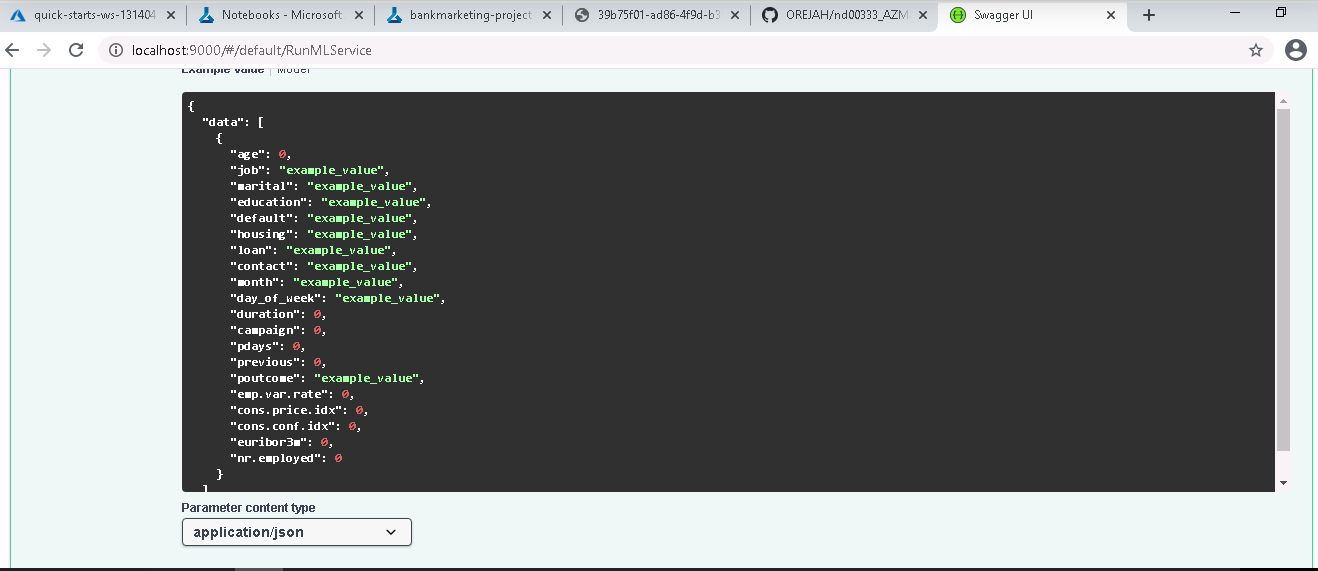 quick-starts-ws-131404
Notebooks - Microsoft
bankmarketing-project
39b75f01-ad86-4f9d-b3
OREJAH/nd00333_AZM
Swagger UI
localhost:9000/#/default/RunMLService
Example Value | Model
{
"data": [
{
"age": 0,
"job": "example_value",
"marital": "example_value",
"education": "example_value",
"default": "example_value",
"housing": "example_value",
"loan": "example_value",
"contact": "example_value",
"month": "example_value",
"day_of_week": "example_value",
"duration": 0,
"campaign": 0,
"pdays": 0,
"previous": 0,
"poutcome": "example_value",
"emp.var.rate": 0,
"cons.price.idx": 0,
"cons.conf.idx": 0,
"euribor3m": 0,
"nr.employed": 0
}
]
Parameter content type
application/json